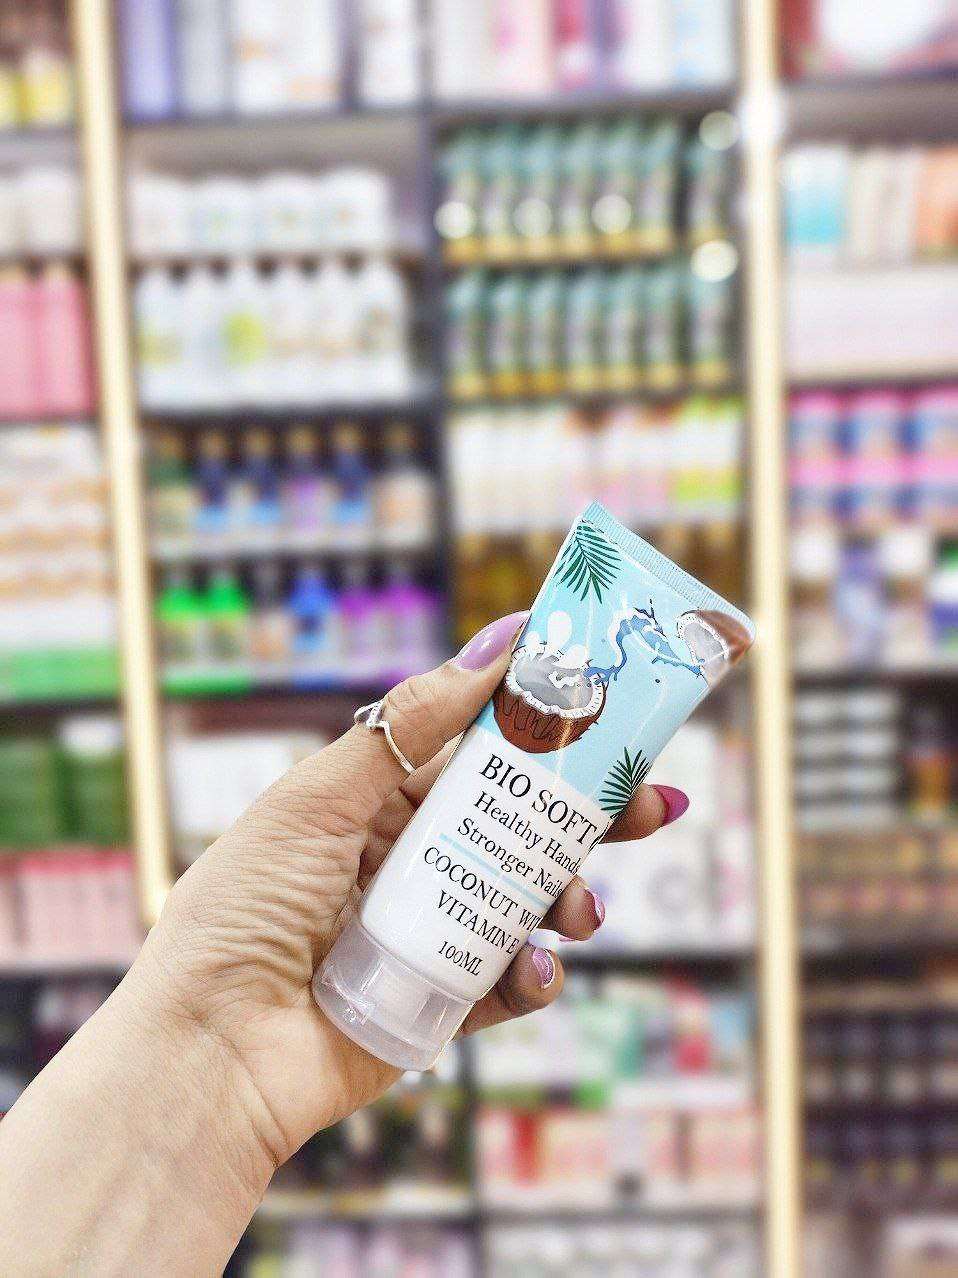 BIO SOFT
Healthy Hands
Stronger Nails
COCONUT WITH
VITAMIN E
100ML